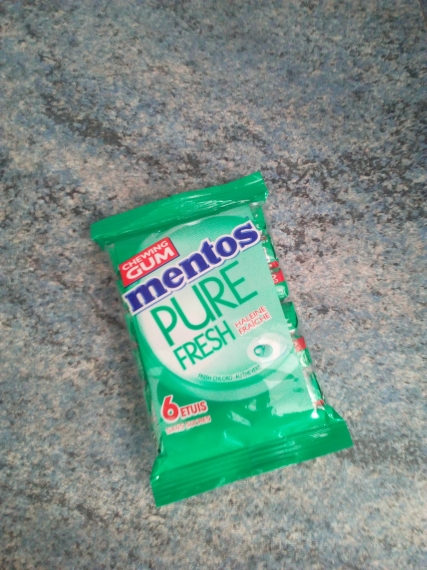 CHEWING
GUM
mentos
PURE
FRESH
HALEINE
FRAÎCHE
6 ETUIS